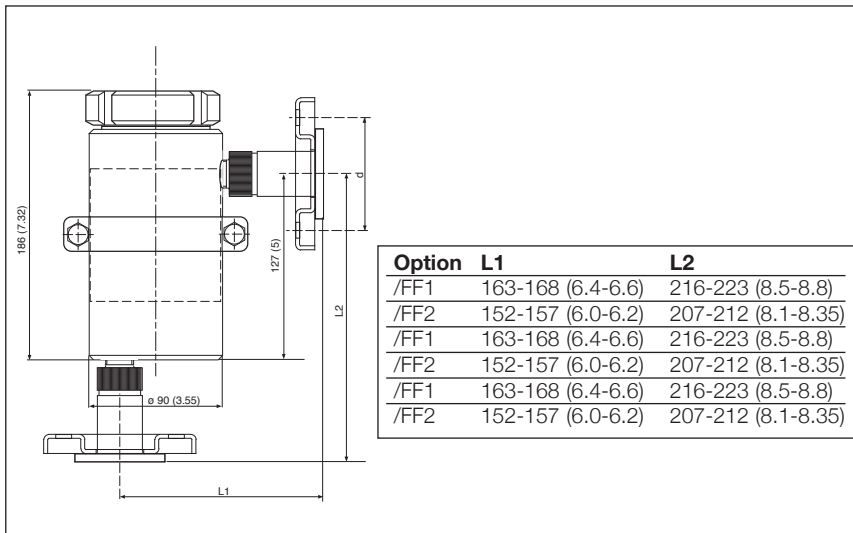 186 (7.32)
127 (5)
d
L2
ø 90 (3.55)
L1
Option L1 L2
/FF1 163-168 (6.4-6.6) 216-223 (8.5-8.8)
/FF2 152-157 (6.0-6.2) 207-212 (8.1-8.35)
/FF1 163-168 (6.4-6.6) 216-223 (8.5-8.8)
/FF2 152-157 (6.0-6.2) 207-212 (8.1-8.35)
/FF1 163-168 (6.4-6.6) 216-223 (8.5-8.8)
/FF2 152-157 (6.0-6.2) 207-212 (8.1-8.35)